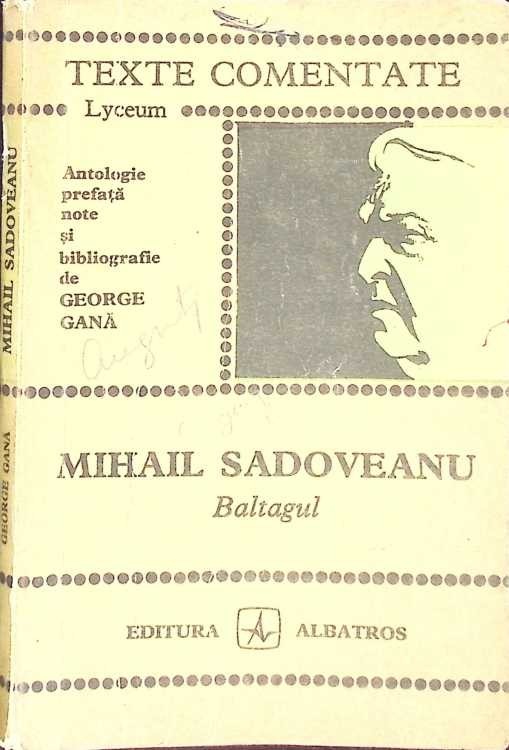 TEXTE COMENTATE
Lyceum
Antologie
prefață
note
și
bibliografie
de
GEORGE
GANĂ
MIHAIL SADOVEANU
Baltagul
EDITURA ALBATROS
MIHAIL SADOVEANU
GEORGE GANA